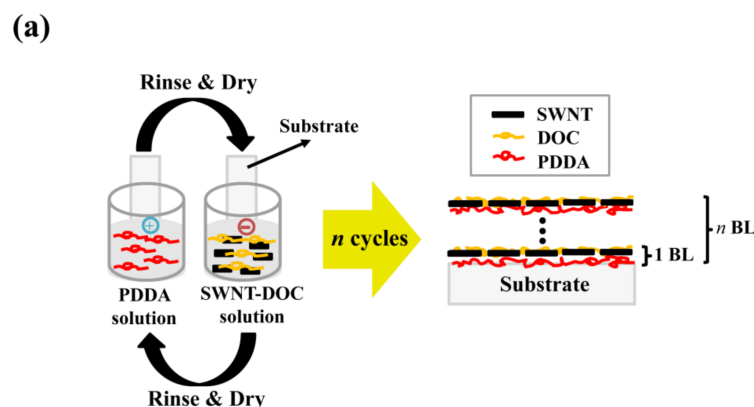 (a)
Rinse & Dry
Substrate
+
−
PDDA
solution
SWNT-DOC
solution
Rinse & Dry
n cycles
SWNT
DOC
PDDA
n BL
1 BL
Substrate